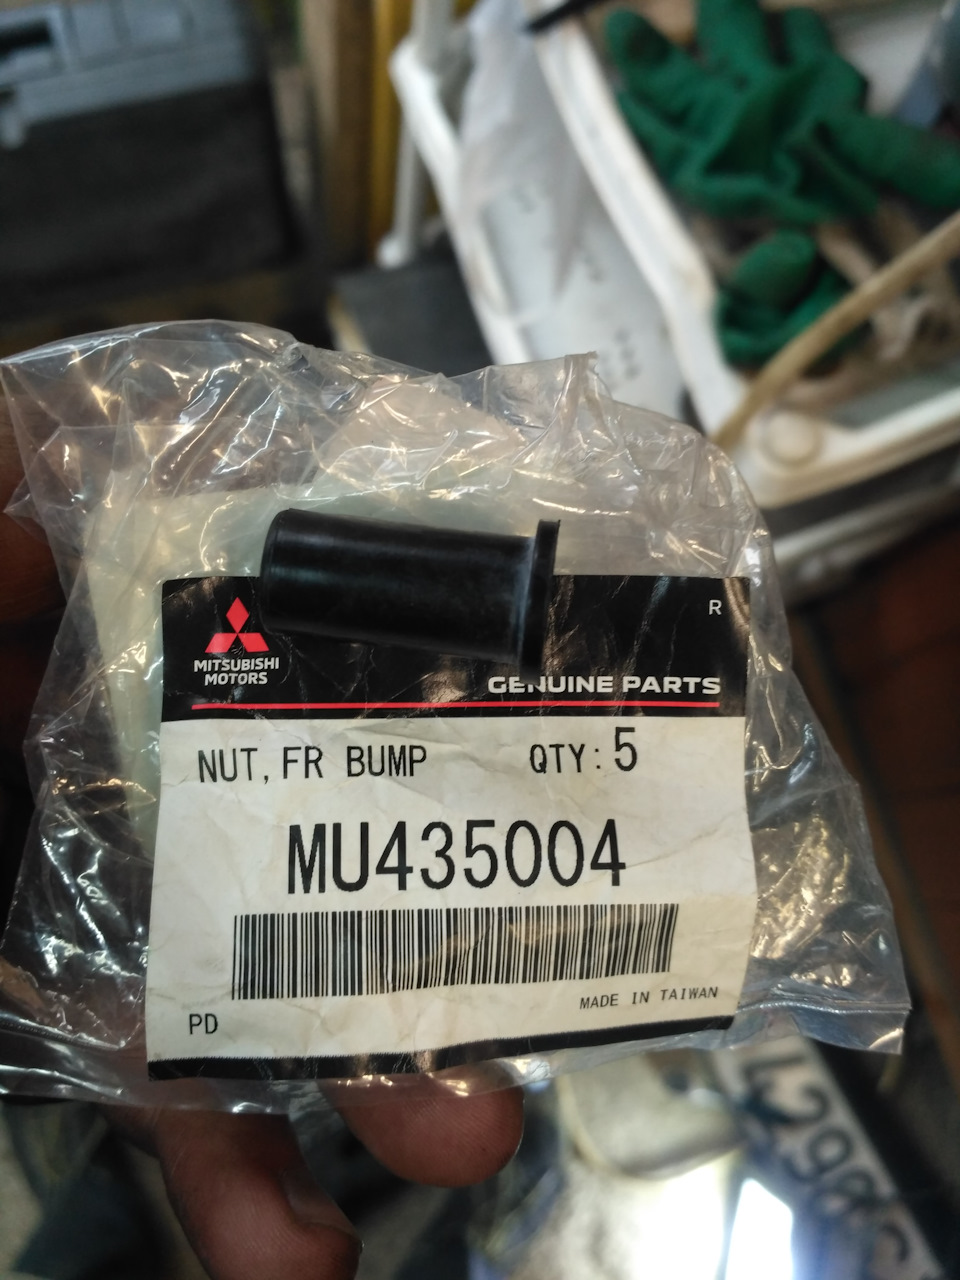 R
MITSUBISHI
MOTORS
GENUINE PARTS
NUT, FR BUMP QTY: 5
MU435004
MADE IN TAIWAN
PD